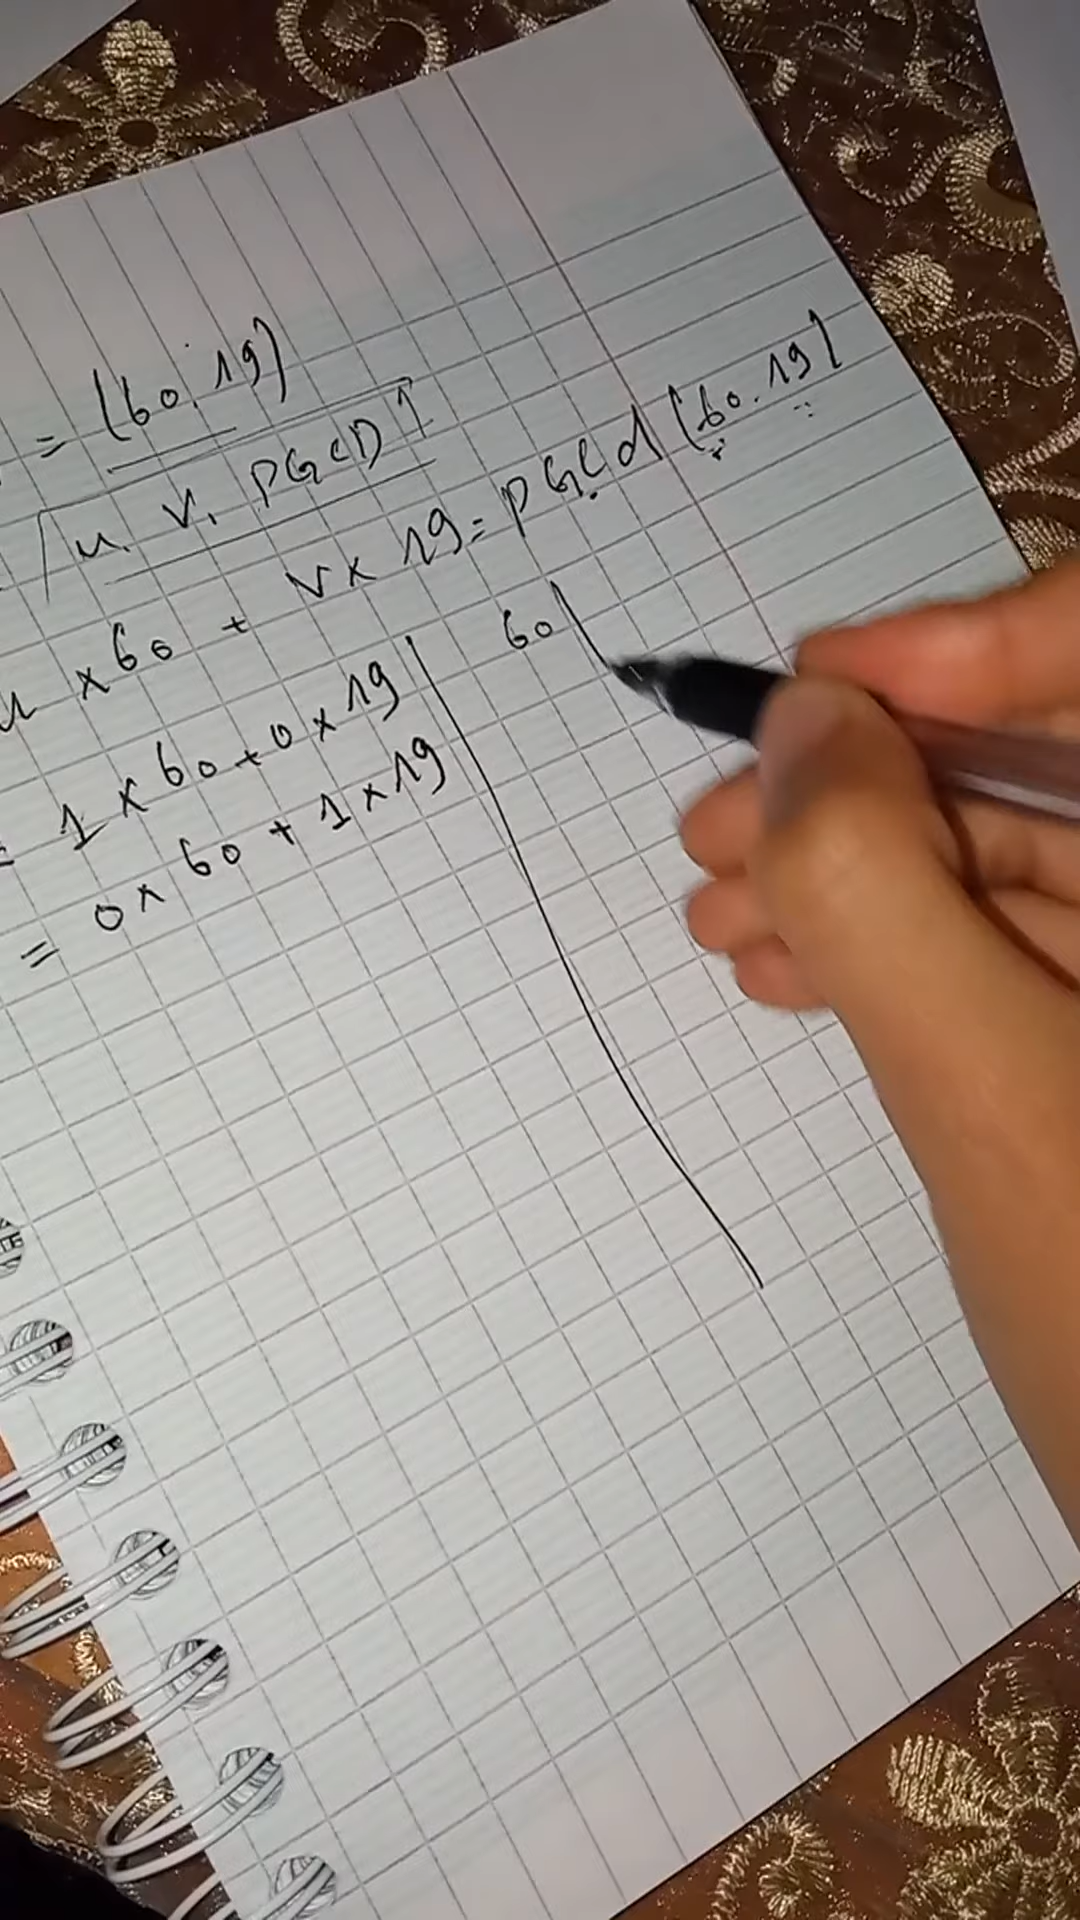 = (60, 19)
u, v, PGCD
u × 60 + v × 19 = PGCd (60, 19)
= 1 × 60 + 0 × 19
60
= 0 × 60 + 1 × 19